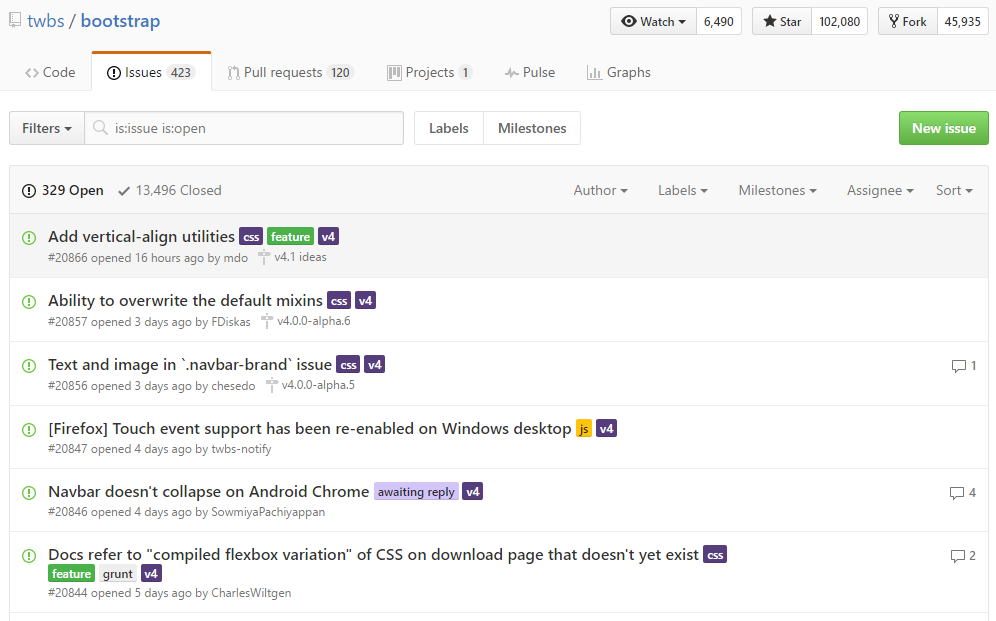 twbs / bootstrap Watch 6,490 Star 102,080 Fork 45,935
Code Issues 423 Pull requests 120 Projects 1 Pulse Graphs
Filters is:issue is:open Labels Milestones New issue
329 Open 13,496 Closed Author Labels Milestones Assignee Sort
Add vertical-align utilities css feature v4
#20866 opened 16 hours ago by mdo v4.1 ideas
Ability to overwrite the default mixins css v4
#20857 opened 3 days ago by FDiskas v4.0.0-alpha.6
Text and image in `.navbar-brand` issue css v4 1
#20856 opened 3 days ago by chesedo v4.0.0-alpha.5
[Firefox] Touch event support has been re-enabled on Windows desktop js v4
#20847 opened 4 days ago by twbs-notify
Navbar doesn't collapse on Android Chrome awaiting reply v4 4
#20846 opened 4 days ago by SowmiyaPachiyappan
Docs refer to "compiled flexbox variation" of CSS on download page that doesn't yet exist css 2
feature grunt v4
#20844 opened 5 days ago by CharlesWiltgen